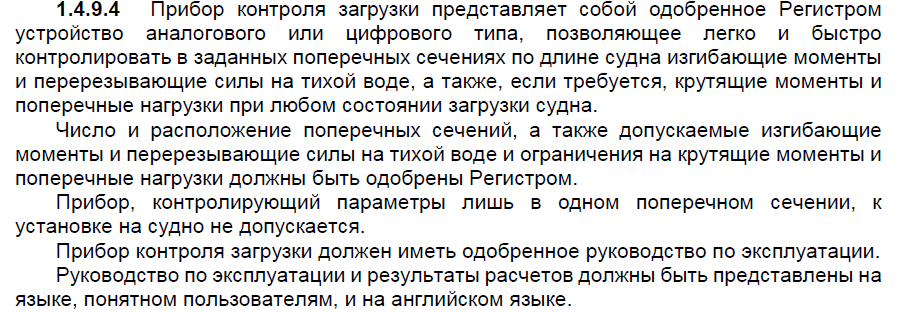 1.4.9.4 Прибор контроля загрузки представляет собой одобренное Регистром
устройство аналогового или цифрового типа, позволяющее легко и быстро
контролировать в заданных поперечных сечениях по длине судна изгибающие моменты
и перерезывающие силы на тихой воде, а также, если требуется, крутящие моменты и
поперечные нагрузки при любом состоянии загрузки судна.
Число и расположение поперечных сечений, а также допускаемые изгибающие
моменты и перерезывающие силы на тихой воде и ограничения на крутящие моменты и
поперечные нагрузки должны быть одобрены Регистром.
Прибор, контролирующий параметры лишь в одном поперечном сечении, к
установке на судно не допускается.
Прибор контроля загрузки должен иметь одобренное руководство по эксплуатации.
Руководство по эксплуатации и результаты расчетов должны быть представлены на
языке, понятном пользователям, и на английском языке.